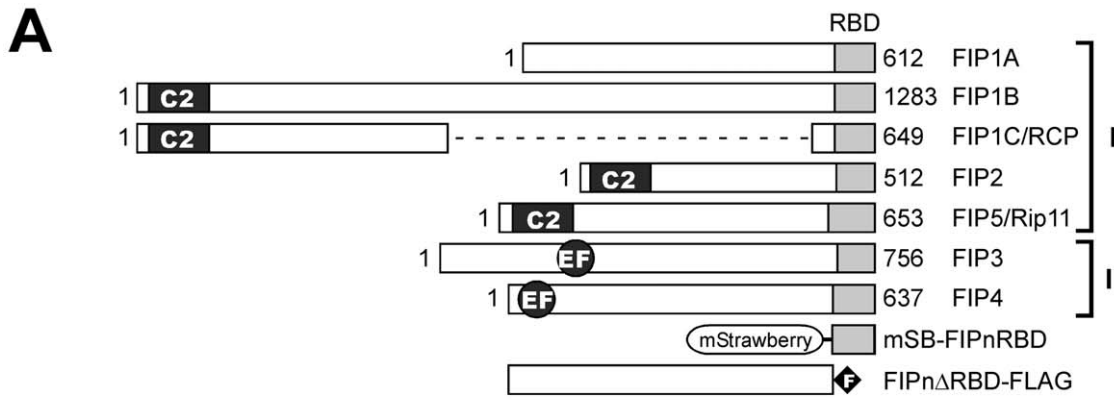 A
RBD
1 612 FIP1A
1 C2 1283 FIP1B
1 C2 649 FIP1C/RCP
I
1 C2 512 FIP2
1 C2 653 FIP5/Rip11
1 EF 756 FIP3
I
1 EF 637 FIP4
mStrawberry mSB-FIPnRBD
F FIPnΔRBD-FLAG